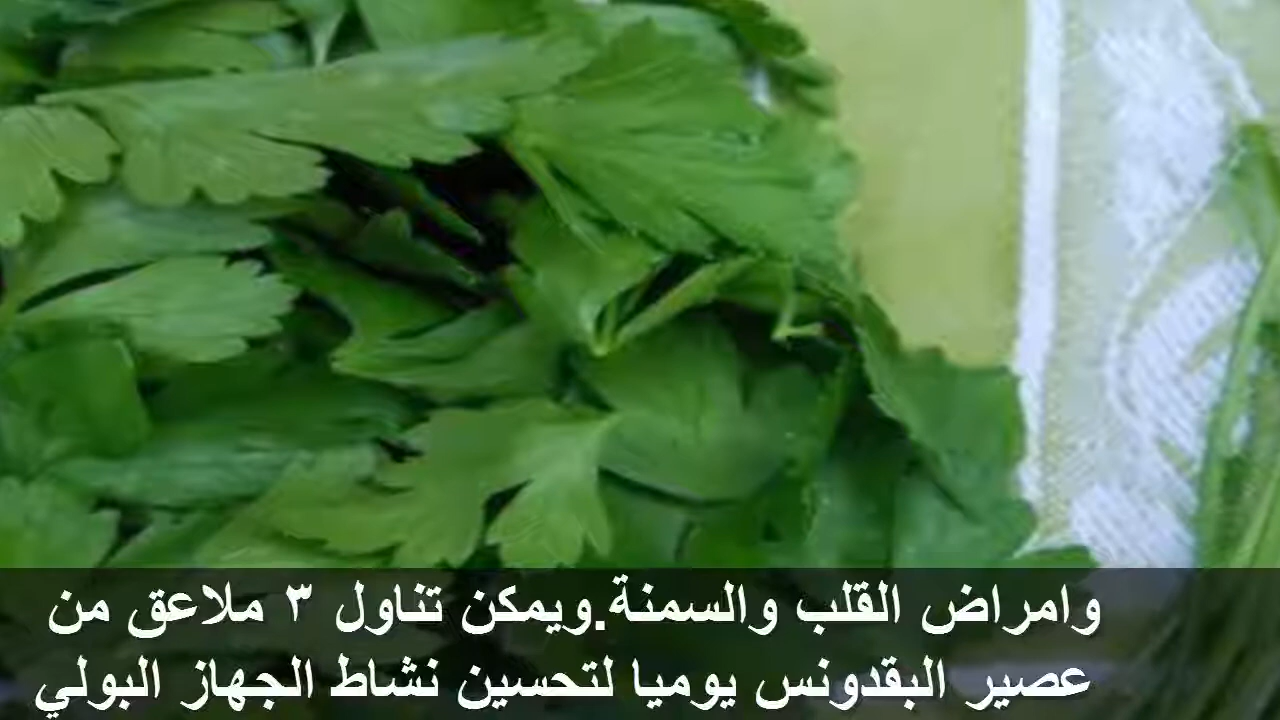 وامراض القلب والسمنة.ويمكن تناول ٣ ملاعق من
عصير البقدونس يوميا لتحسين نشاط الجهاز البولي